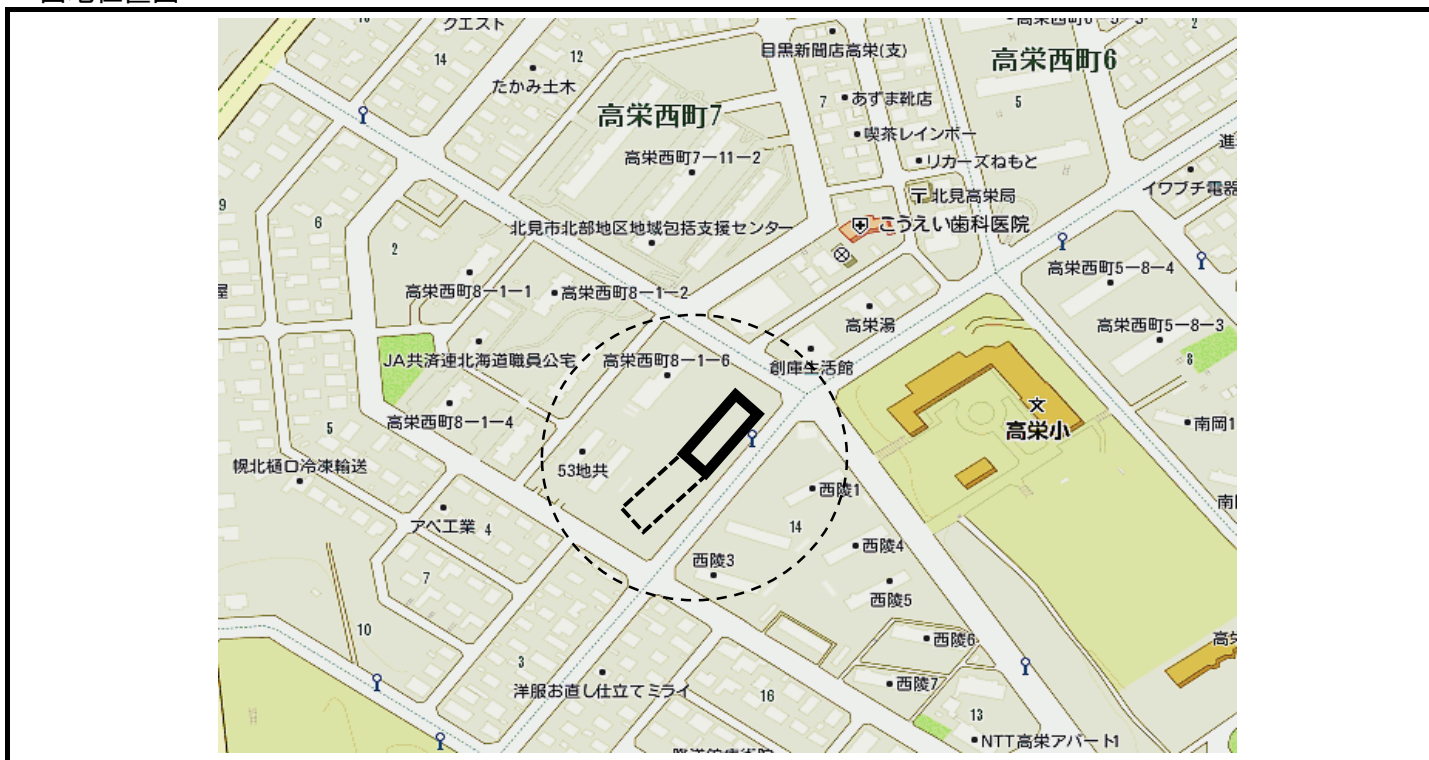 クエスト
14
12
たかみ土木
目黒新聞店高栄(支)
高栄西町6
高栄西町7
7
あずま靴店
5
2
喫茶レインボー
高栄西町7－11－2
リカーズねもと
イワブチ電器
〒北見高栄局
9
6
2
北見市北部地区地域包括支援センター
こうえい歯科医院
高栄西町5－8－4
高栄西町8－1－1
高栄西町8－1－2
高栄湯
高栄西町5－8－3
JA共済連北海道職員公宅
高栄西町8－1－6
創庫生活館
8
文
高栄小
高栄西町8－1－4
5
南岡1
幌北樋口冷凍輸送
53地共
西陵1
アベ工業
4
14
西陵3
西陵4
7
西陵5
10
西陵6
3
洋服お直し仕立てミライ
16
西陵7
13
NTT高栄アパート1